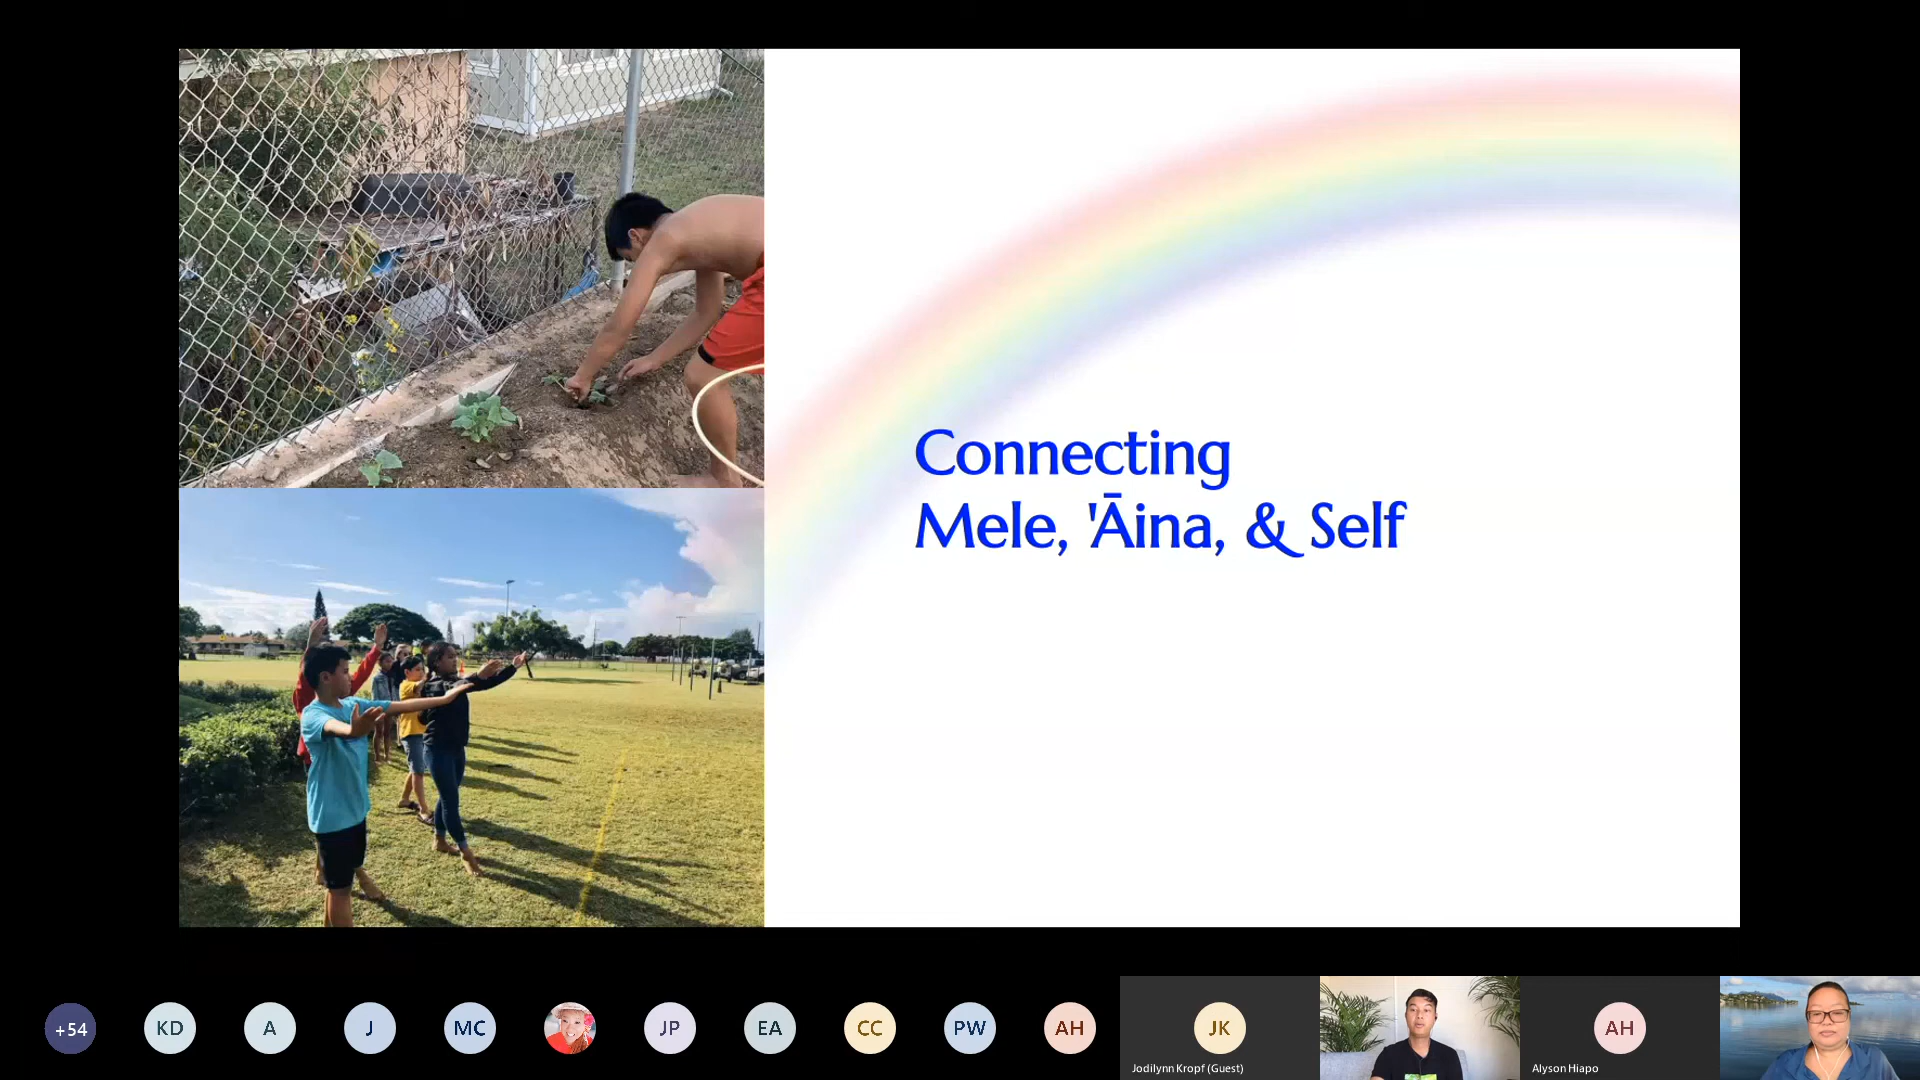 Connecting
Mele, 'Āina, & Self
+54
KD
A
J
MC
JP
EA
CC
PW
AH
JK
Jodilynn Kropf (Guest)
AH
Alyson Hiapo